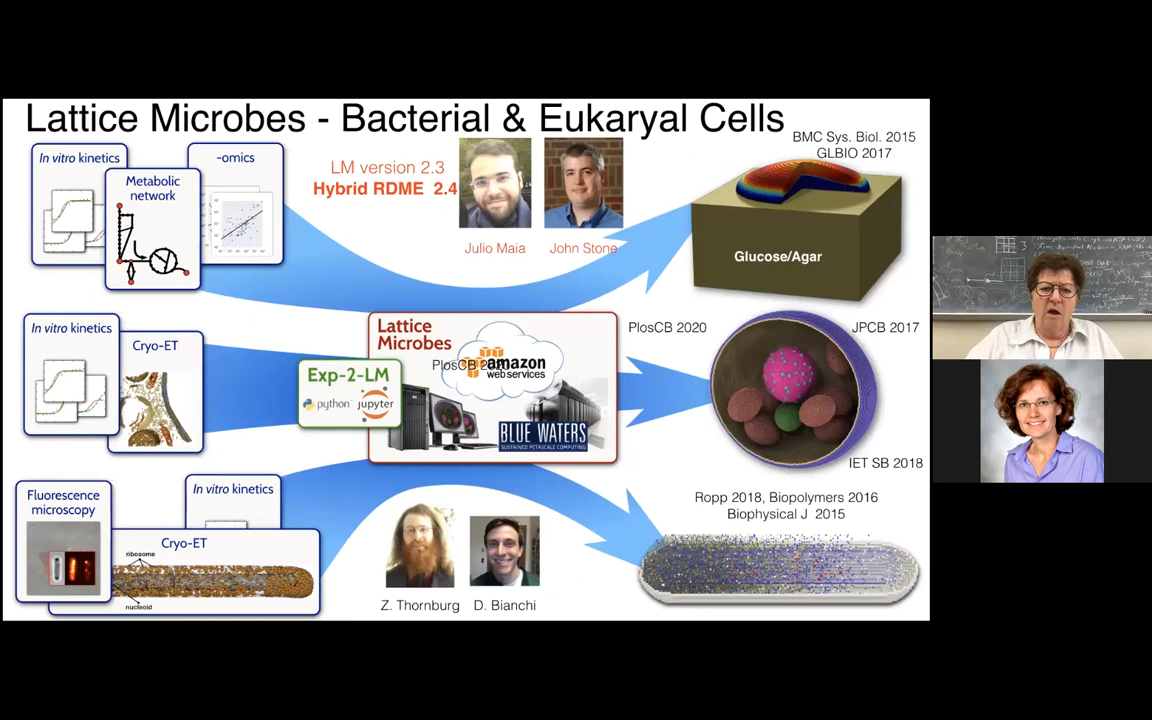 Lattice Microbes - Bacterial & Eukaryal Cells
In vitro kinetics
-omics
Metabolic
network
LM version 2.3
Hybrid RDME 2.4
Julio Maia
John Stone
BMC Sys. Biol. 2015
GLBIO 2017
Glucose/Agar
In vitro kinetics
Cryo-ET
Exp-2-LM
python
jupyter
Lattice
Microbes
PlosCB 2020
amazon
webservices
BLUE WATERS
SUSTAINED PETASCALE COMPUTING
PlosCB 2020
JPCB 2017
IET SB 2018
Fluorescence
microscopy
In vitro kinetics
Cryo-ET
ribosome
nucleoid
Z. Thornburg
D. Bianchi
Ropp 2018, Biopolymers 2016
Biophysical J 2015